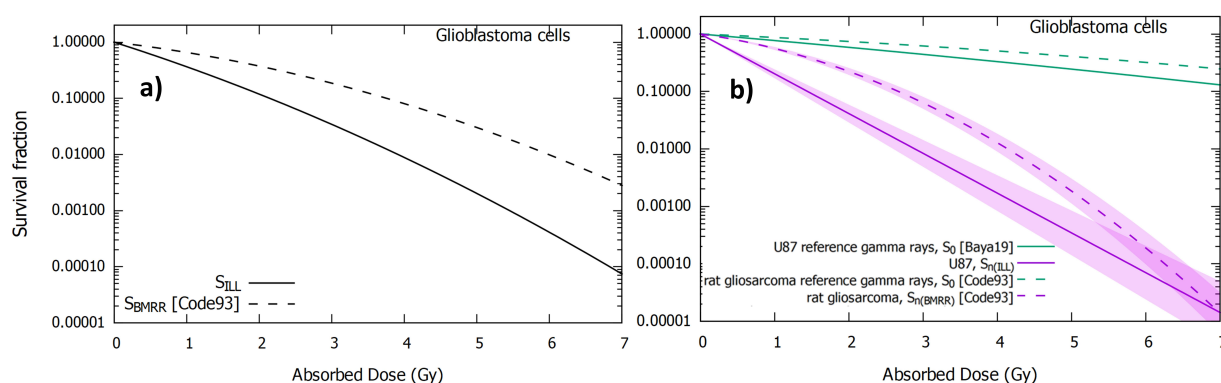 Glioblastoma cells
a)
1.00000
0.10000
0.01000
0.00100
0.00010
0.00001
Survival fraction
S_ILL
S_BMRR [Code93]
0 1 2 3 4 5 6 7
Absorbed Dose (Gy)
Glioblastoma cells
b)
1.00000
0.10000
0.01000
0.00100
0.00010
0.00001
U87 reference gamma rays, S_0 [Baya19]
U87, S_n(ILL)
rat gliosarcoma reference gamma rays, S_0 [Code93]
rat gliosarcoma, S_n(BMRR) [Code93]
0 1 2 3 4 5 6 7
Absorbed Dose (Gy)